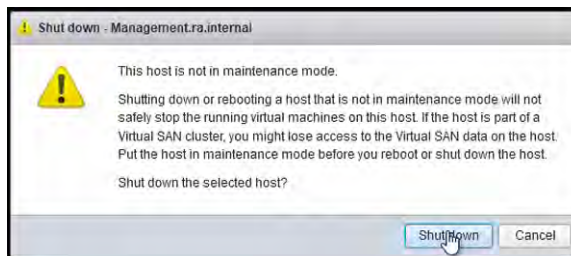 Shut down - Management.ra.internal
This host is not in maintenance mode.
Shutting down or rebooting a host that is not in maintenance mode will not
safely stop the running virtual machines on this host. If the host is part of a
Virtual SAN cluster, you might lose access to the Virtual SAN data on the host.
Put the host in maintenance mode before you reboot or shut down the host.
Shut down the selected host?
Shut down Cancel